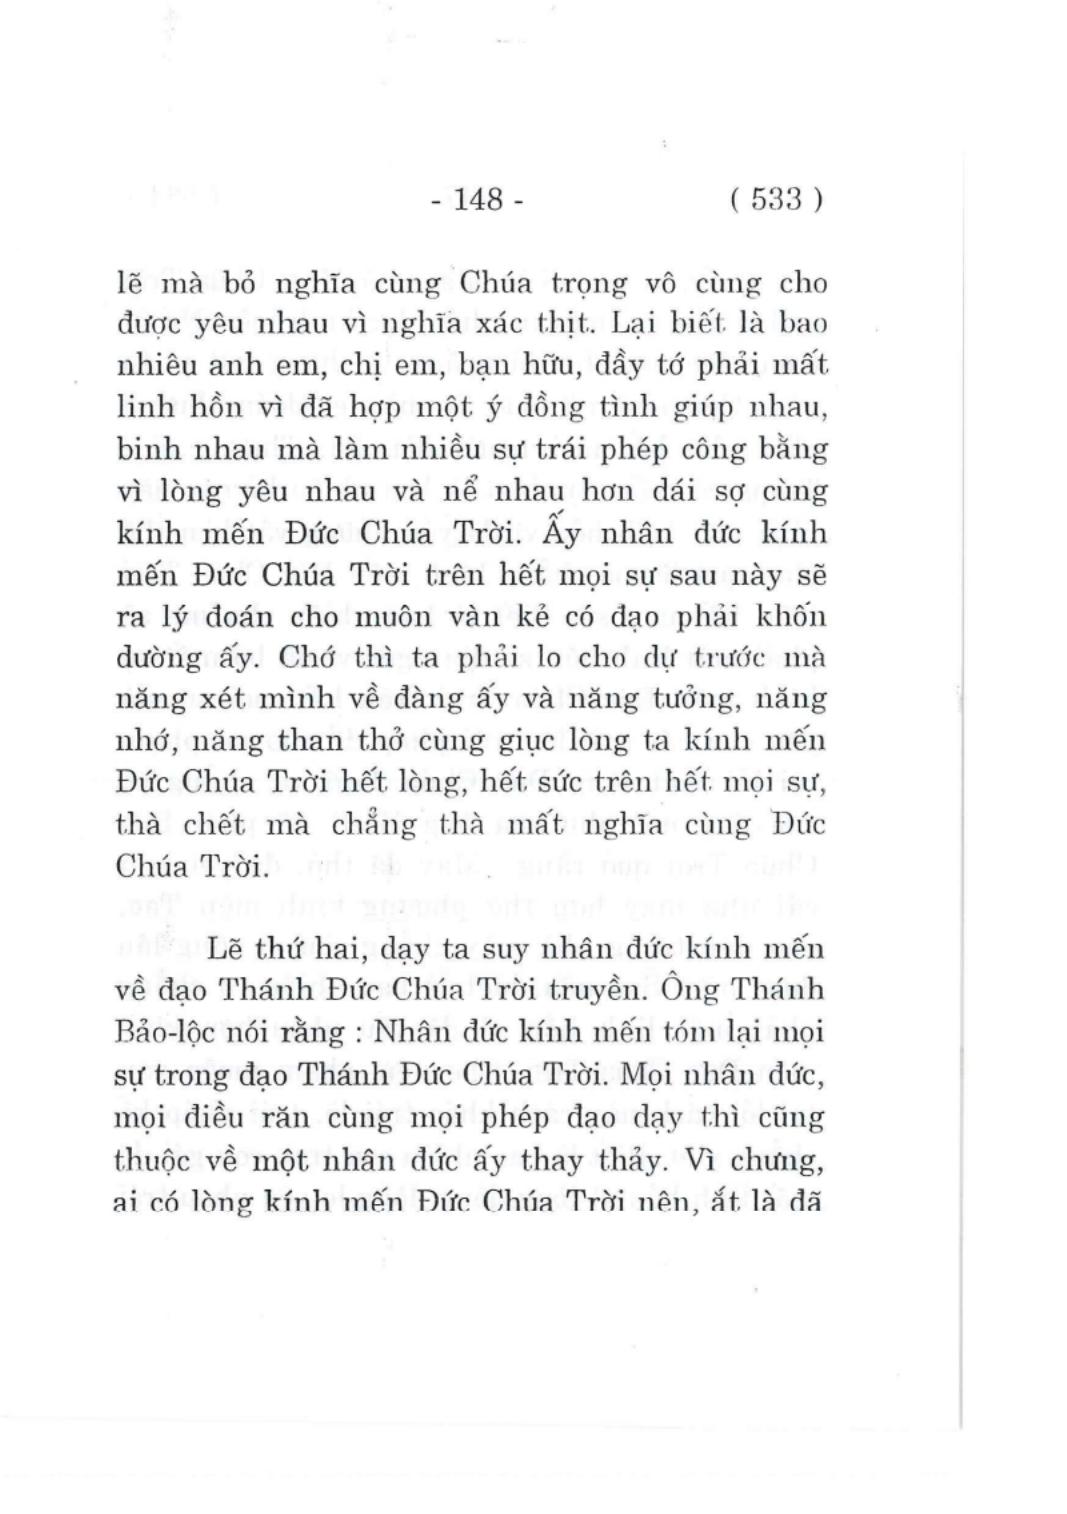 - 148 - ( 533 )
lẽ mà bỏ nghĩa cùng Chúa trọng vô cùng cho
được yêu nhau vì nghĩa xác thịt. Lại biết là bao
nhiêu anh em, chị em, bạn hữu, đầy tớ phải mất
linh hồn vì đã hợp một ý đồng tình giúp nhau,
binh nhau mà làm nhiều sự trái phép công bằng
vì lòng yêu nhau và nể nhau hơn dái sợ cùng
kính mến Đức Chúa Trời. Ấy nhân đức kính
mến Đức Chúa Trời trên hết mọi sự sau này sẽ
ra lý đoán cho muôn vàn kẻ có đạo phải khốn
dường ấy. Chớ thì ta phải lo cho dự trước mà
năng xét mình về đàng ấy và năng tưởng, năng
nhớ, năng than thở cùng giục lòng ta kính mến
Đức Chúa Trời hết lòng, hết sức trên hết mọi sự,
thà chết mà chẳng thà mất nghĩa cùng Đức
Chúa Trời.
Lẽ thứ hai, dạy ta suy nhân đức kính mến
về đạo Thánh Đức Chúa Trời truyền. Ông Thánh
Bảo-lộc nói rằng : Nhân đức kính mến tóm lại mọi
sự trong đạo Thánh Đức Chúa Trời. Mọi nhân đức,
mọi điều răn cùng mọi phép đạo dạy thì cũng
thuộc về một nhân đức ấy thay thảy. Vì chưng,
ai có lòng kính mến Đức Chúa Trời nên, ắt là đã